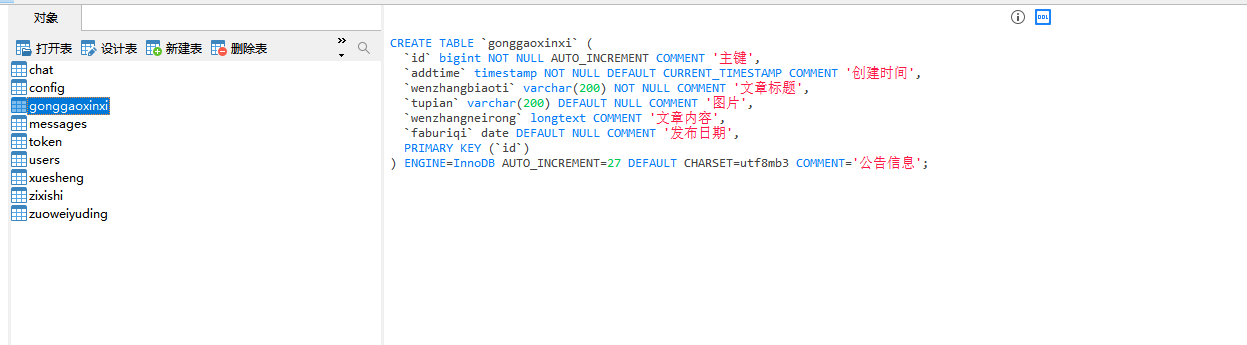 对象
打开表 设计表 新建表 删除表 »
chat
config
gonggaoxinxi
messages
token
users
xuesheng
zixishi
zuoweiyuding
DDL
CREATE TABLE `gonggaoxinxi` (
  `id` bigint NOT NULL AUTO_INCREMENT COMMENT '主键',
  `addtime` timestamp NOT NULL DEFAULT CURRENT_TIMESTAMP COMMENT '创建时间',
  `wenzhangbiaoti` varchar(200) NOT NULL COMMENT '文章标题',
  `tupian` varchar(200) DEFAULT NULL COMMENT '图片',
  `wenzhangneirong` longtext COMMENT '文章内容',
  `faburiqi` date DEFAULT NULL COMMENT '发布日期',
  PRIMARY KEY (`id`)
) ENGINE=InnoDB AUTO_INCREMENT=27 DEFAULT CHARSET=utf8mb3 COMMENT='公告信息';